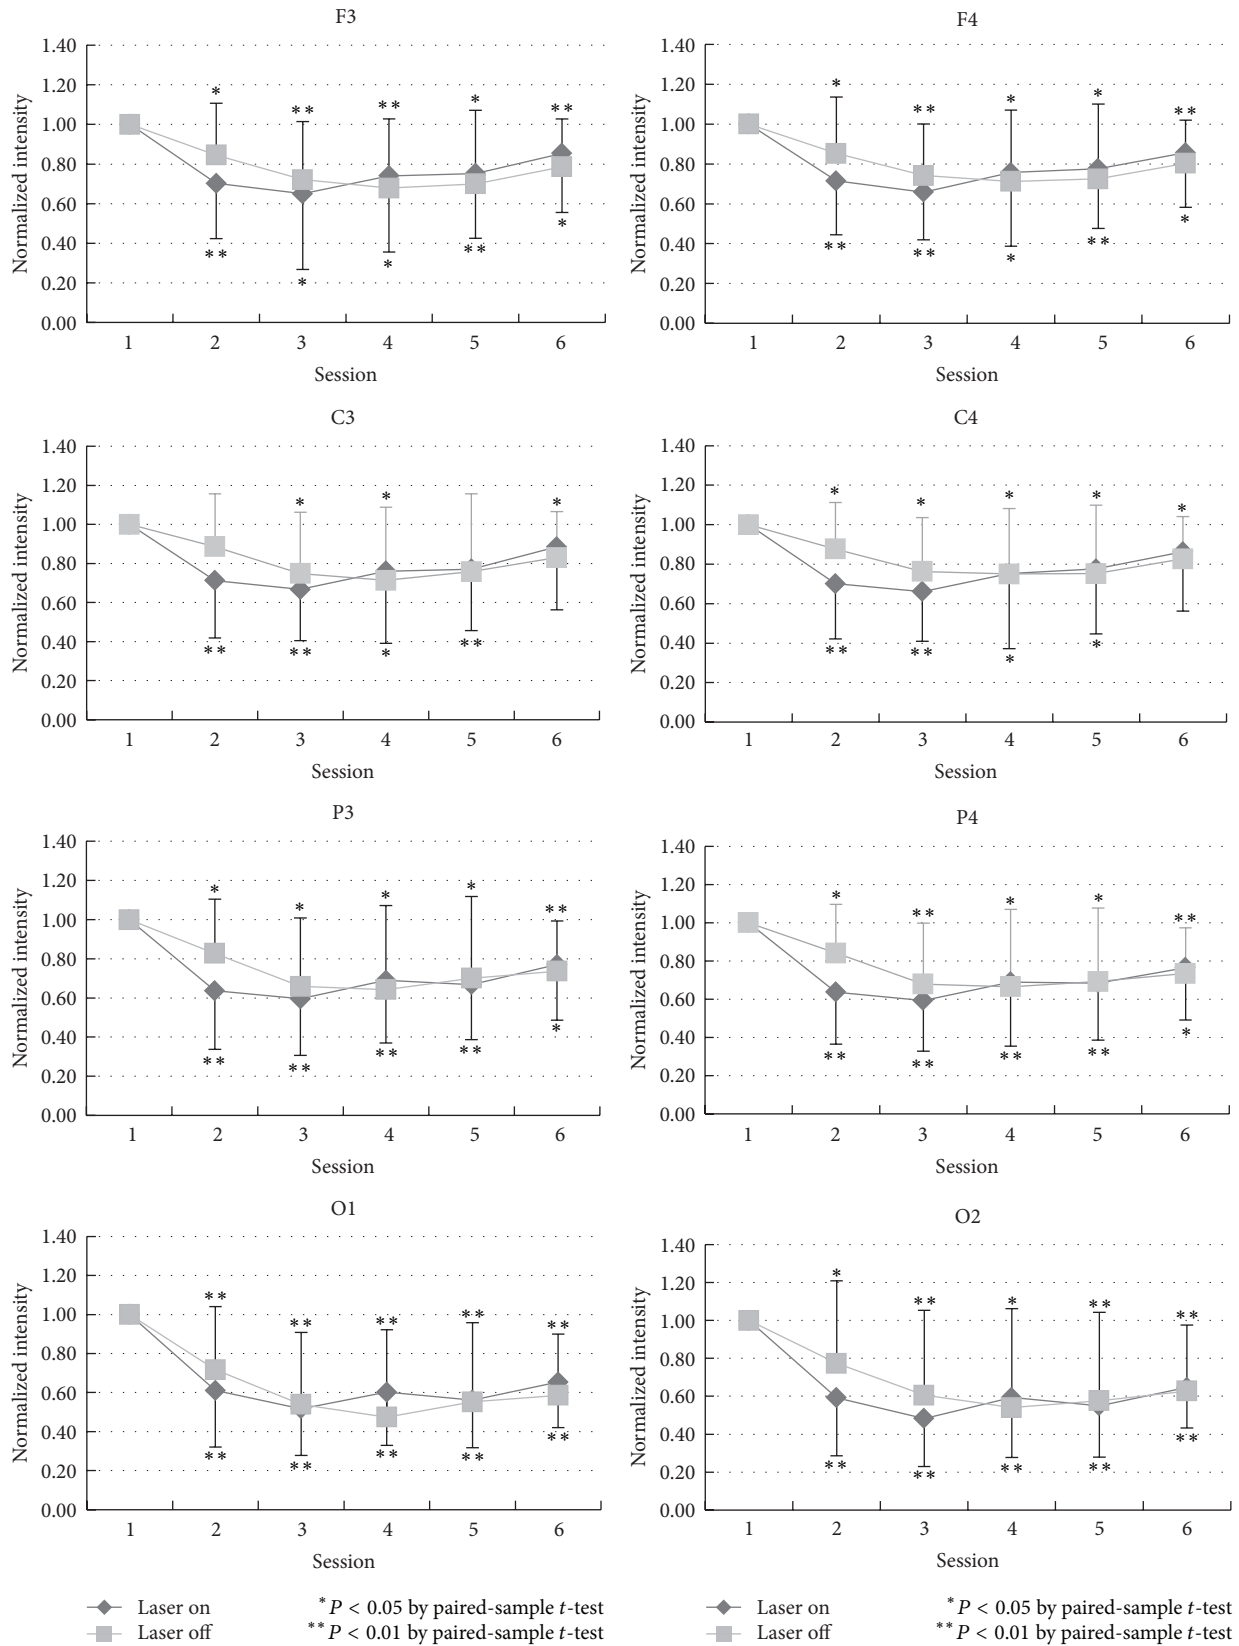 F3
1.40
1.20
1.00
0.80
0.60
0.40
0.20
0.00
Normalized intensity
* ** ** * **
** * * ** *
1 2 3 4 5 6
Session
F4
1.40
1.20
1.00
0.80
0.60
0.40
0.20
0.00
Normalized intensity
* ** * * **
** ** * ** *
1 2 3 4 5 6
Session
C3
1.40
1.20
1.00
0.80
0.60
0.40
0.20
0.00
Normalized intensity
* * *
** ** * **
1 2 3 4 5 6
Session
C4
1.40
1.20
1.00
0.80
0.60
0.40
0.20
0.00
Normalized intensity
* * * * *
** ** * *
1 2 3 4 5 6
Session
P3
1.40
1.20
1.00
0.80
0.60
0.40
0.20
0.00
Normalized intensity
* * * * **
** ** ** ** *
1 2 3 4 5 6
Session
P4
1.40
1.20
1.00
0.80
0.60
0.40
0.20
0.00
Normalized intensity
* ** * * **
** ** ** ** *
1 2 3 4 5 6
Session
O1
1.40
1.20
1.00
0.80
0.60
0.40
0.20
0.00
Normalized intensity
** ** ** ** **
** ** ** ** **
1 2 3 4 5 6
Session
O2
1.40
1.20
1.00
0.80
0.60
0.40
0.20
0.00
Normalized intensity
* ** * ** **
** ** ** ** **
1 2 3 4 5 6
Session
Laser on
Laser off
*P < 0.05 by paired-sample t-test
**P < 0.01 by paired-sample t-test
Laser on
Laser off
*P < 0.05 by paired-sample t-test
**P < 0.01 by paired-sample t-test